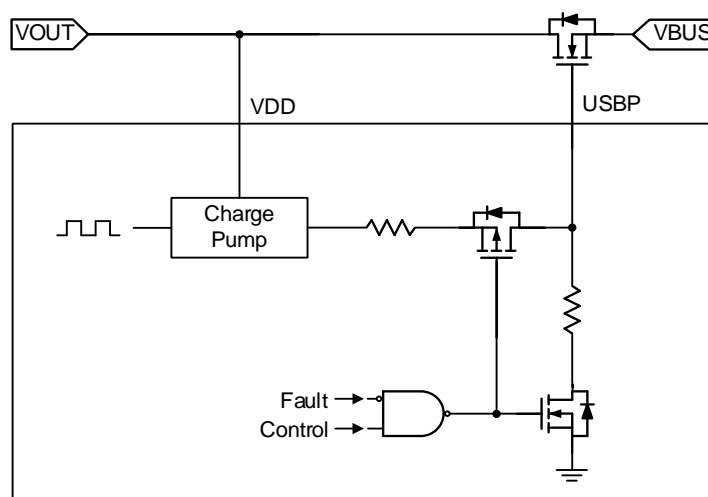 VOUT
VBUS
VDD
USBP
Charge
Pump
Fault
Control